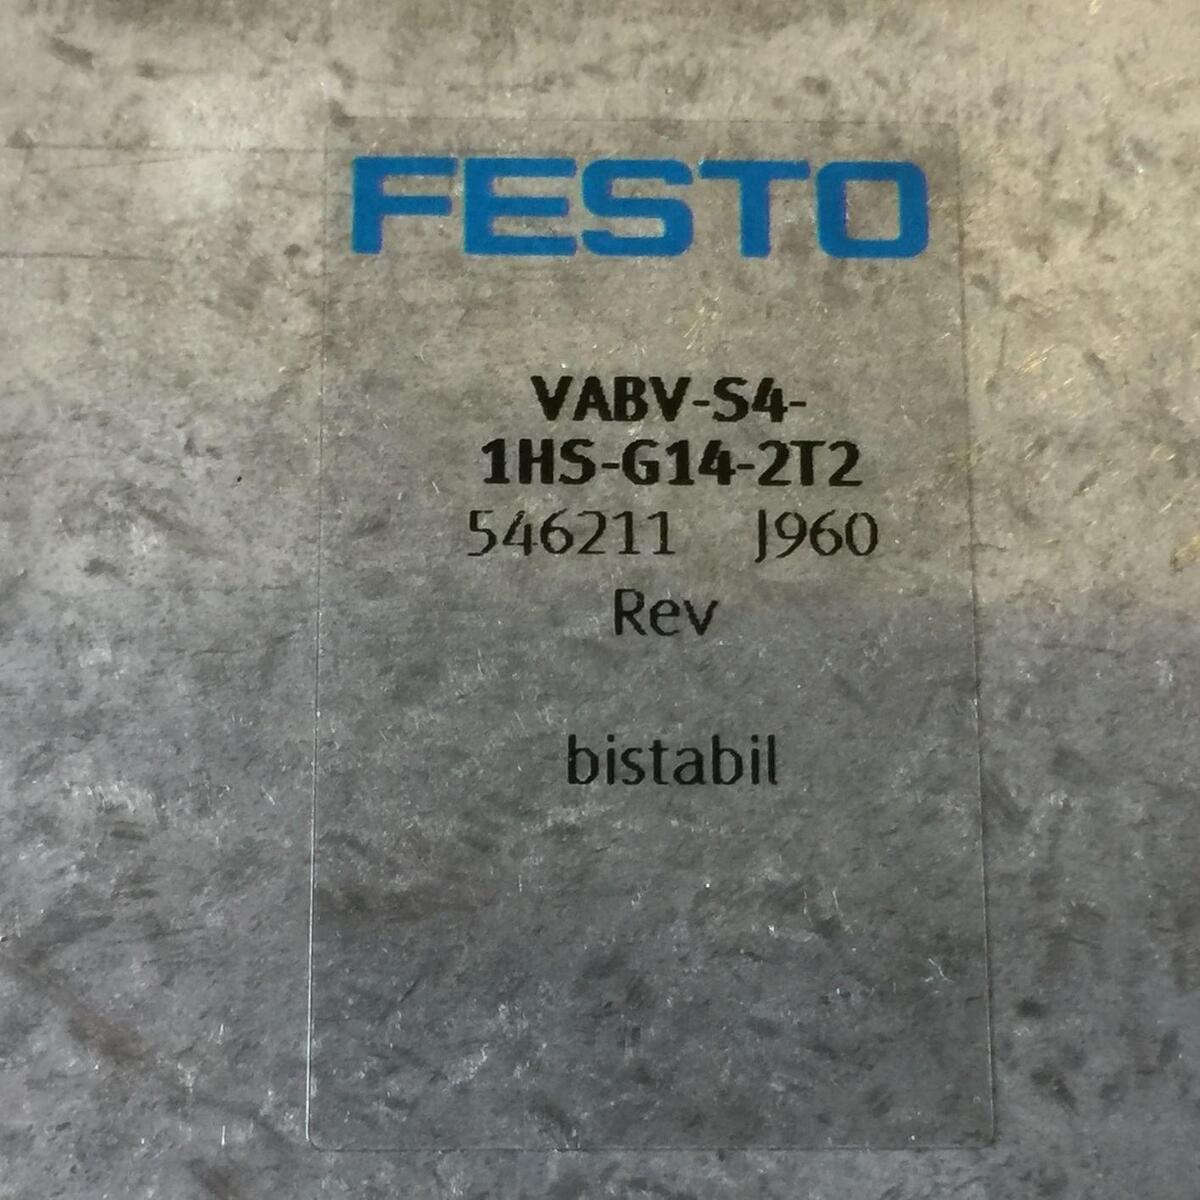 FESTO
VABV-S4-
1HS-G14-2T2
546211 J960
Rev
bistabil